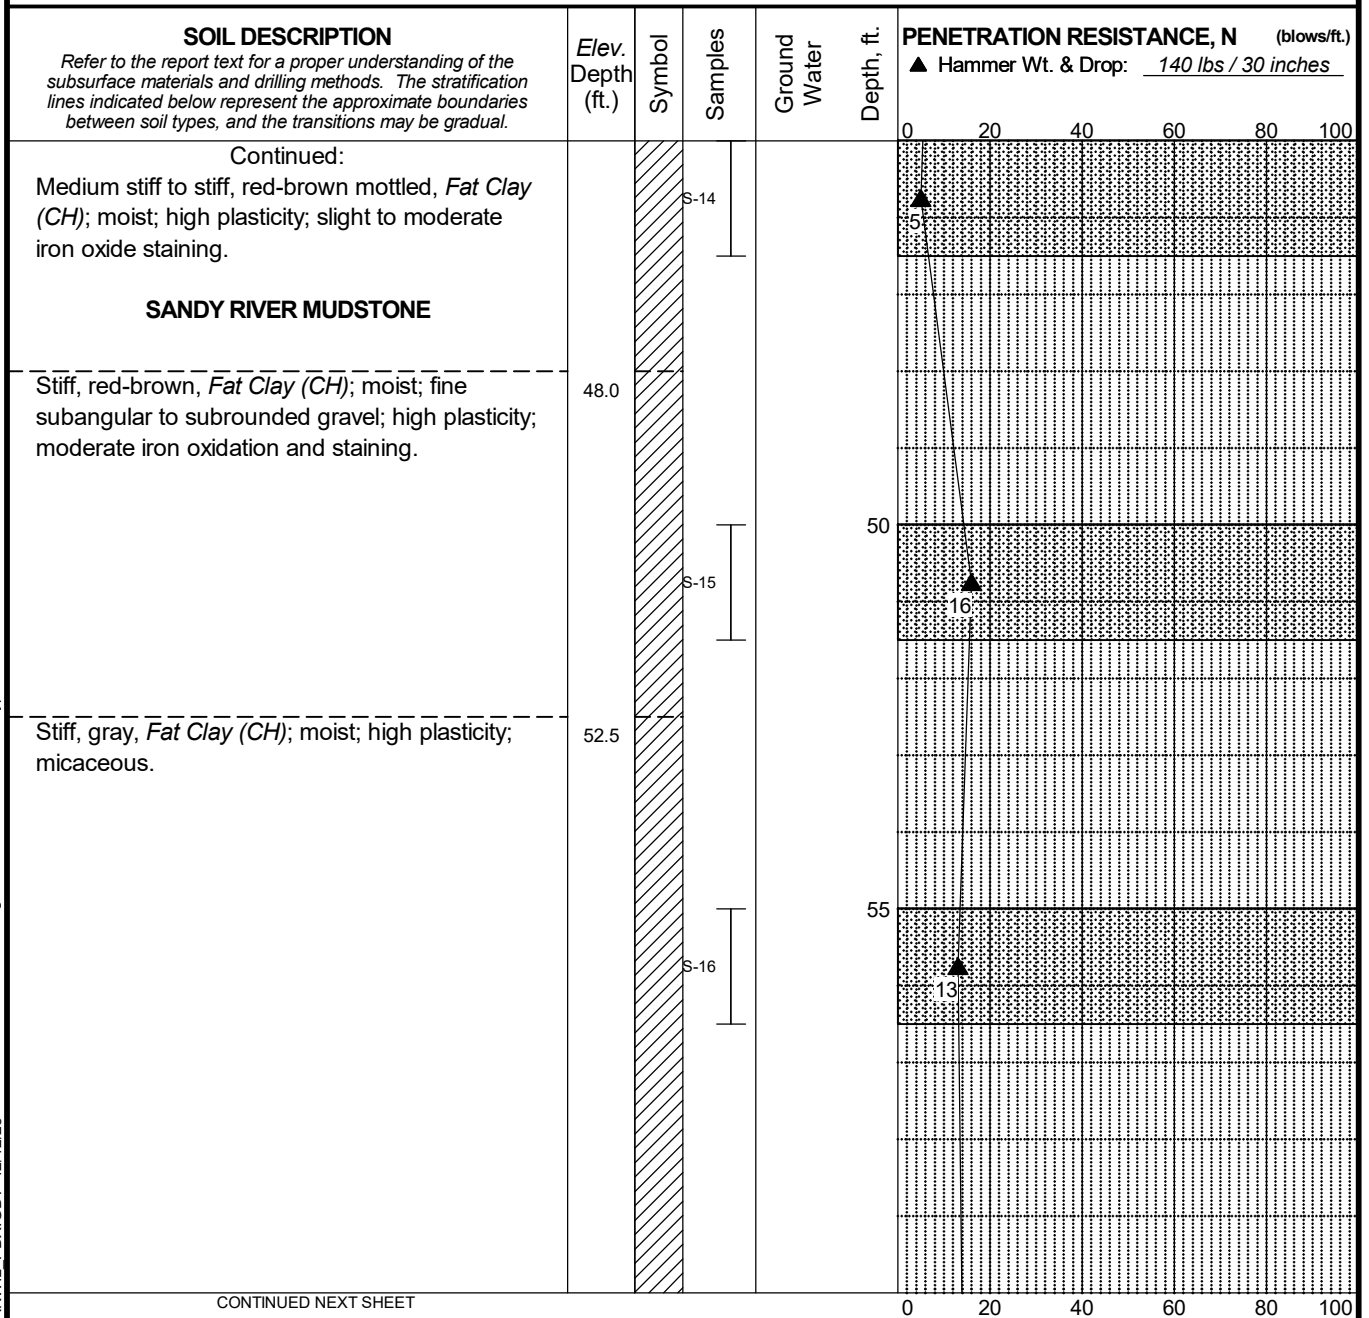 SOIL DESCRIPTION
Refer to the report text for a proper understanding of the
subsurface materials and drilling methods. The stratification
lines indicated below represent the approximate boundaries
between soil types, and the transitions may be gradual.
Elev.
Depth
(ft.)
Symbol
Samples
Ground
Water
Depth, ft.
PENETRATION RESISTANCE, N (blows/ft.)
▲ Hammer Wt. & Drop: 140 lbs / 30 inches
0 20 40 60 80 100
Continued:
Medium stiff to stiff, red-brown mottled, Fat Clay
(CH); moist; high plasticity; slight to moderate
iron oxide staining.
S-14
5
SANDY RIVER MUDSTONE
Stiff, red-brown, Fat Clay (CH); moist; fine
subangular to subrounded gravel; high plasticity;
moderate iron oxidation and staining.
48.0
50
S-15
16
Stiff, gray, Fat Clay (CH); moist; high plasticity;
micaceous.
52.5
55
S-16
13
CONTINUED NEXT SHEET
0 20 40 60 80 100